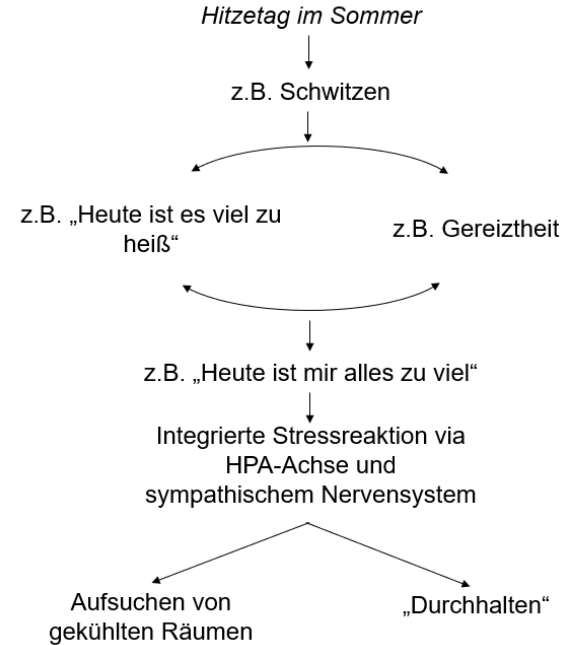 Hitzetag im Sommer
z.B. Schwitzen
z.B. „Heute ist es viel zu
heiß“
z.B. Gereiztheit
z.B. „Heute ist mir alles zu viel“
Integrierte Stressreaktion via
HPA-Achse und
sympathischem Nervensystem
Aufsuchen von
gekühlten Räumen
„Durchhalten“